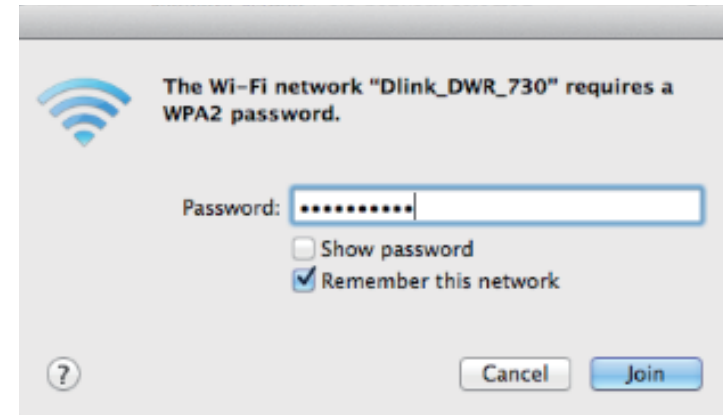 The Wi-Fi network “Dlink_DWR_730” requires a
WPA2 password.
Password: ••••••••••
Show password
Remember this network
? Cancel Join